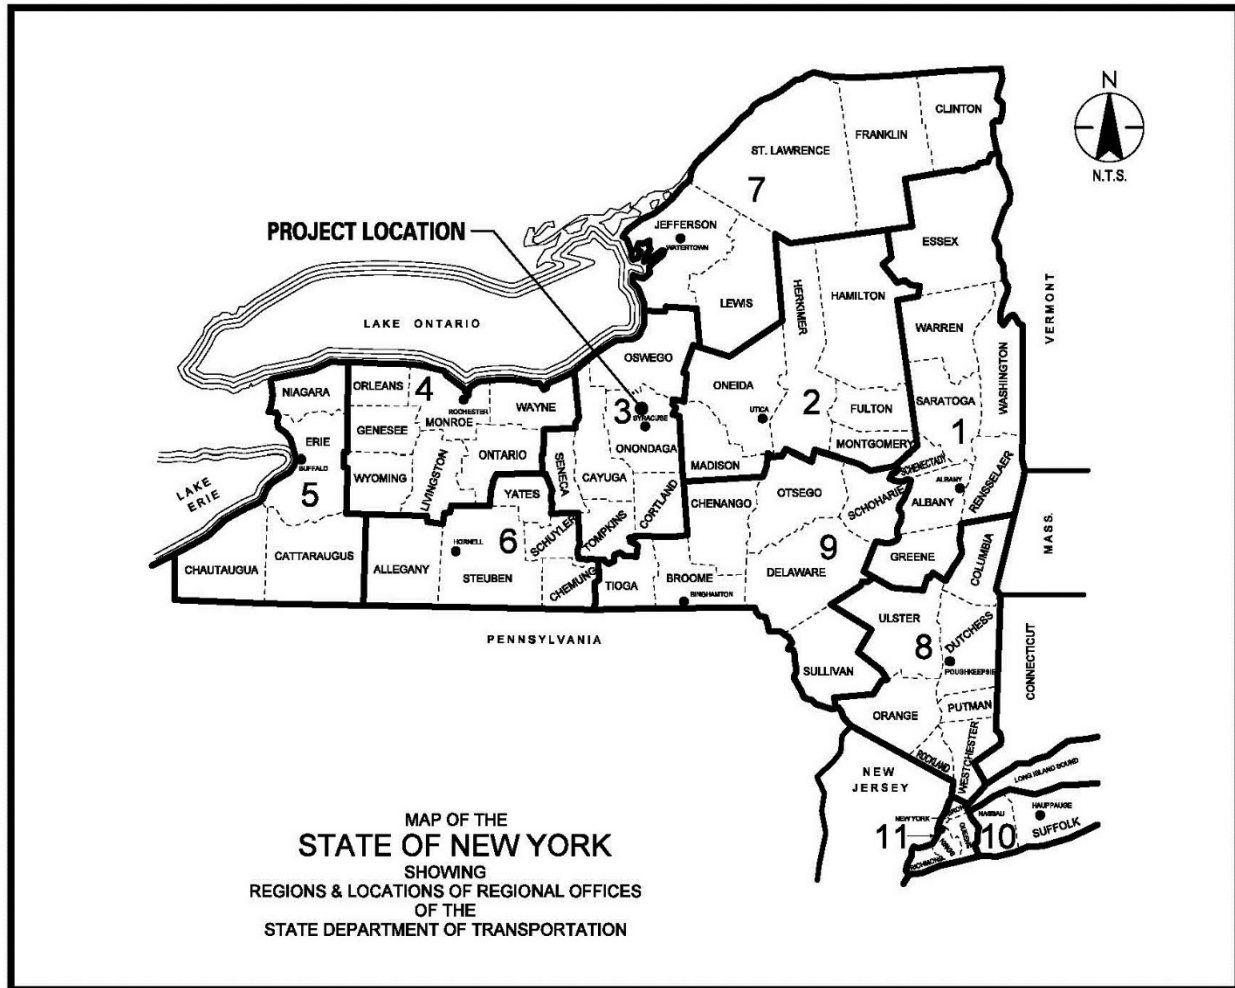 N
N.T.S.
CLINTON
FRANKLIN
ST. LAWRENCE
7
JEFFERSON
WATERTOWN
PROJECT LOCATION
ESSEX
LEWIS
HERKIMER
HAMILTON
VERMONT
LAKE ONTARIO
WARREN
OSWEGO
WASHINGTON
NIAGARA
ORLEANS
4
ROCHESTER
MONROE
WAYNE
3
SYRACUSE
ONONDAGA
ONEIDA
UTICA
2
FULTON
SARATOGA
1
MONTGOMERY
SCHENECTADY
GENESEE
ERIE
BUFFALO
5
WYOMING
LIVINGSTON
ONTARIO
SENECA
CAYUGA
MADISON
LAKE
ERIE
YATES
CORTLAND
CHENANGO
OTSEGO
SCHOHARIE
ALBANY
ALBANY
RENSSELAER
HORNELL
6
SCHUYLER
TOMPKINS
9
MASS.
CHAUTAUGUA
CATTARAUGUS
ALLEGANY
STEUBEN
CHEMUNG
TIOGA
BROOME
BINGHAMTON
DELAWARE
GREENE
COLUMBIA
PENNSYLVANIA
ULSTER
8
DUTCHESS
POUGHKEEPSIE
CONNECTICUT
SULLIVAN
ORANGE
PUTMAN
ROCKLAND
WESTCHESTER
NEW
JERSEY
LONG ISLAND SOUND
NEW YORK
NASSAU
HAUPPAUGE
11
QUEENS
RICHMOND
10
SUFFOLK
MAP OF THE
STATE OF NEW YORK
SHOWING
REGIONS & LOCATIONS OF REGIONAL OFFICES
OF THE
STATE DEPARTMENT OF TRANSPORTATION